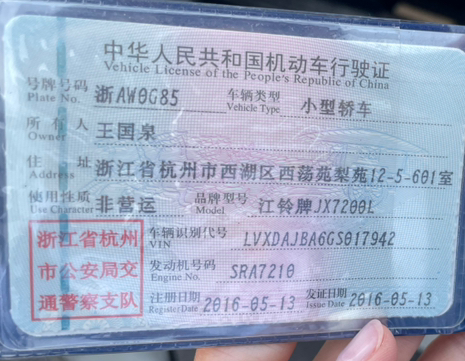 中华人民共和国机动车行驶证
Vehicle License of the People's Republic of China
号牌号码 浙AW0G85 车辆类型 小型轿车
Plate No. Vehicle Type
所有人 王国泉
Owner
住址 浙江省杭州市西湖区西荡苑梨苑12-5-601室
Address
使用性质 非营运 品牌型号 江铃牌JX7200L
Use Character Model
浙江省杭州
市公安局交
通警察支队
车辆识别代号 LVXDAJBA6GS017942
VIN
发动机号码 SRA7210
Engine No.
注册日期 2016-05-13 发证日期 2016-05-13
Register Date Issue Date